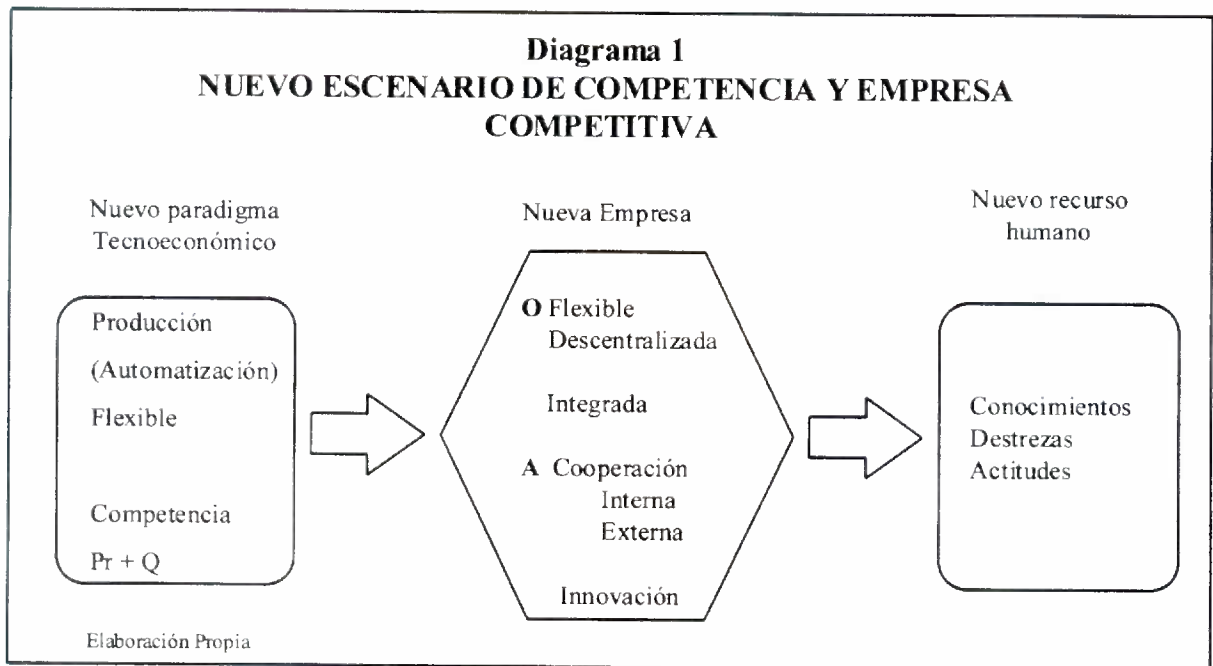 Diagrama 1
NUEVO ESCENARIO DE COMPETENCIA Y EMPRESA
COMPETITIVA
Nuevo paradigma
Tecnoeconómico
Producción
(Automatización)
Flexible
Competencia
Pr + Q
Nueva Empresa
O Flexible
Descentralizada
Integrada
A Cooperación
Interna
Externa
Innovación
Nuevo recurso
humano
Conocimientos
Destrezas
Actitudes
Elaboración Propia